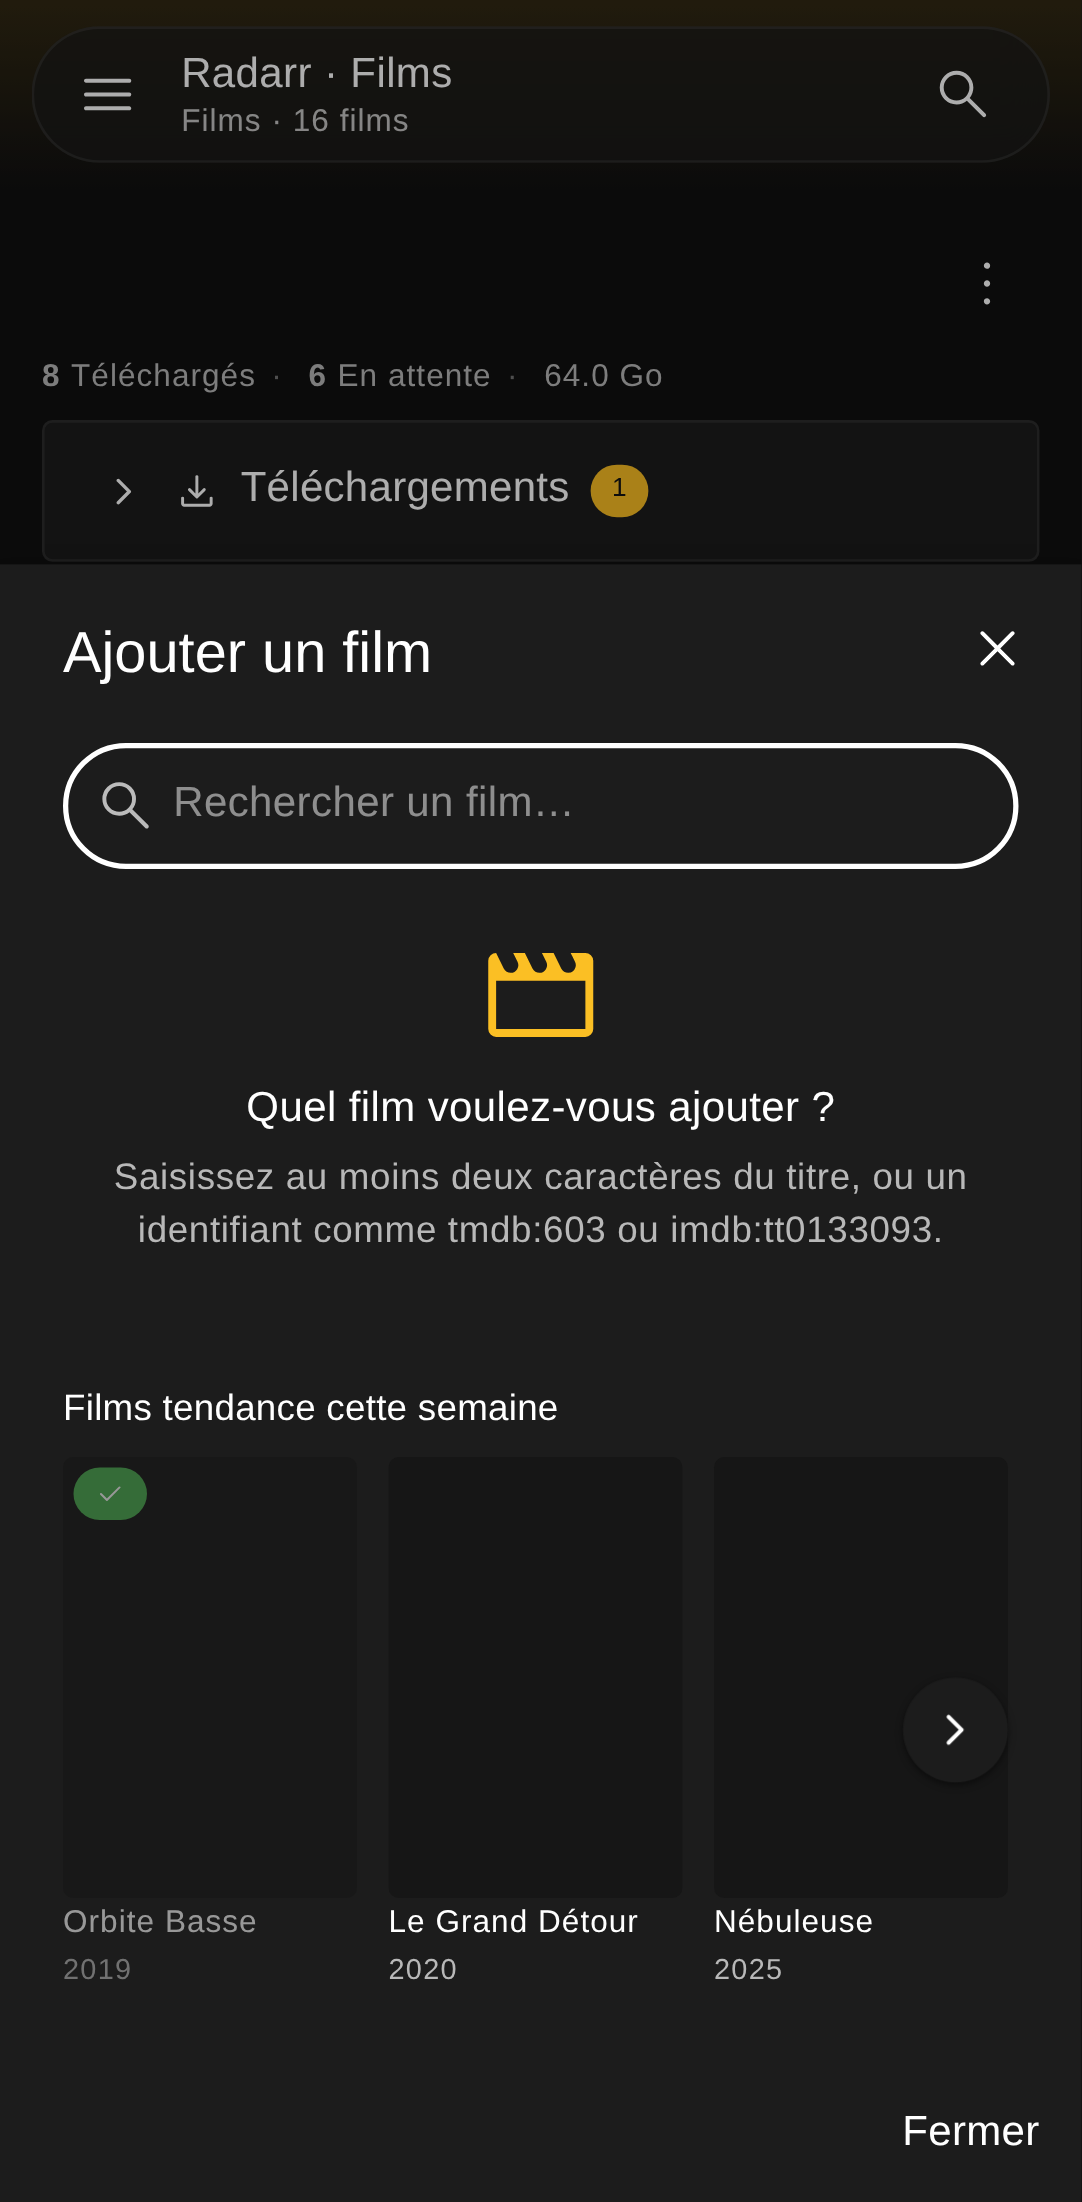 Radarr · Films
Films · 16 films
8 Téléchargés · 6 En attente · 64.0 Go
Téléchargements 1
Ajouter un film
Rechercher un film…
Quel film voulez-vous ajouter ?
Saisissez au moins deux caractères du titre, ou un
identifiant comme tmdb:603 ou imdb:tt0133093.
Films tendance cette semaine
Orbite Basse
2019
Le Grand Détour
2020
Nébuleuse
2025
Fermer